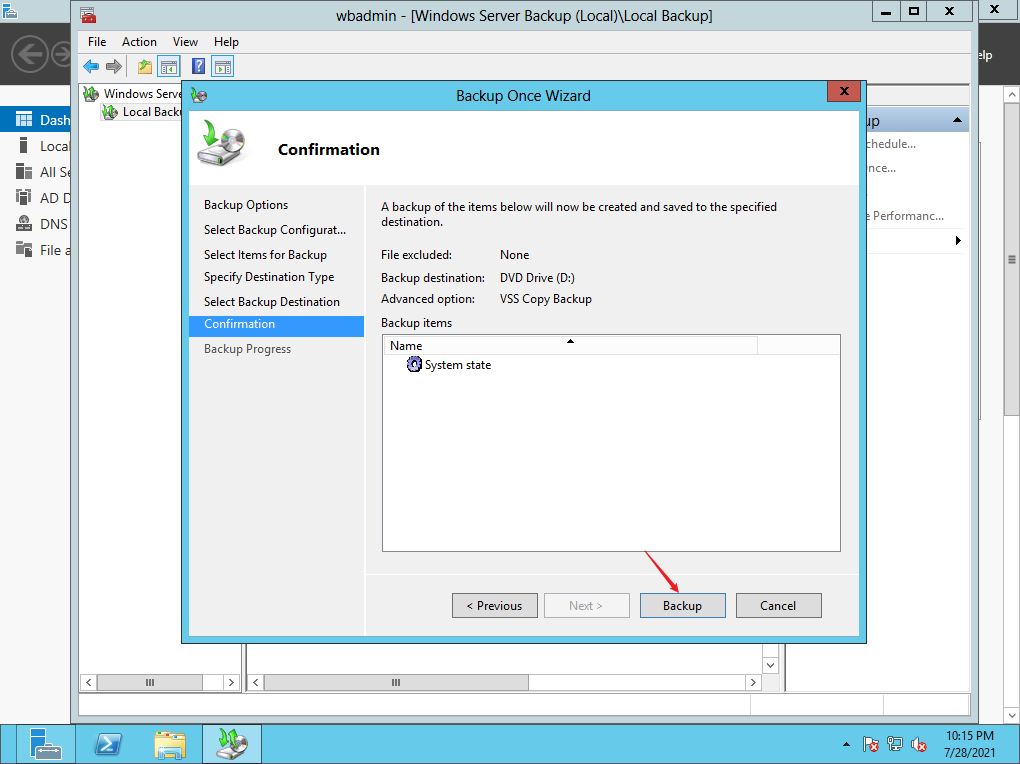 wbadmin - [Windows Server Backup (Local)\Local Backup]
File Action View Help
elp
Windows Serve
Local Backu
Dash
Local
All Se
AD D
DNS
File a
Backup Once Wizard
Confirmation
Backup Options
Select Backup Configurat...
Select Items for Backup
Specify Destination Type
Select Backup Destination
Confirmation
Backup Progress
A backup of the items below will now be created and saved to the specified
destination.
File excluded: None
Backup destination: DVD Drive (D:)
Advanced option: VSS Copy Backup
Backup items
Name
System state
< Previous Next > Backup Cancel
up
chedule...
nce...
e Performanc...
10:15 PM
7/28/2021